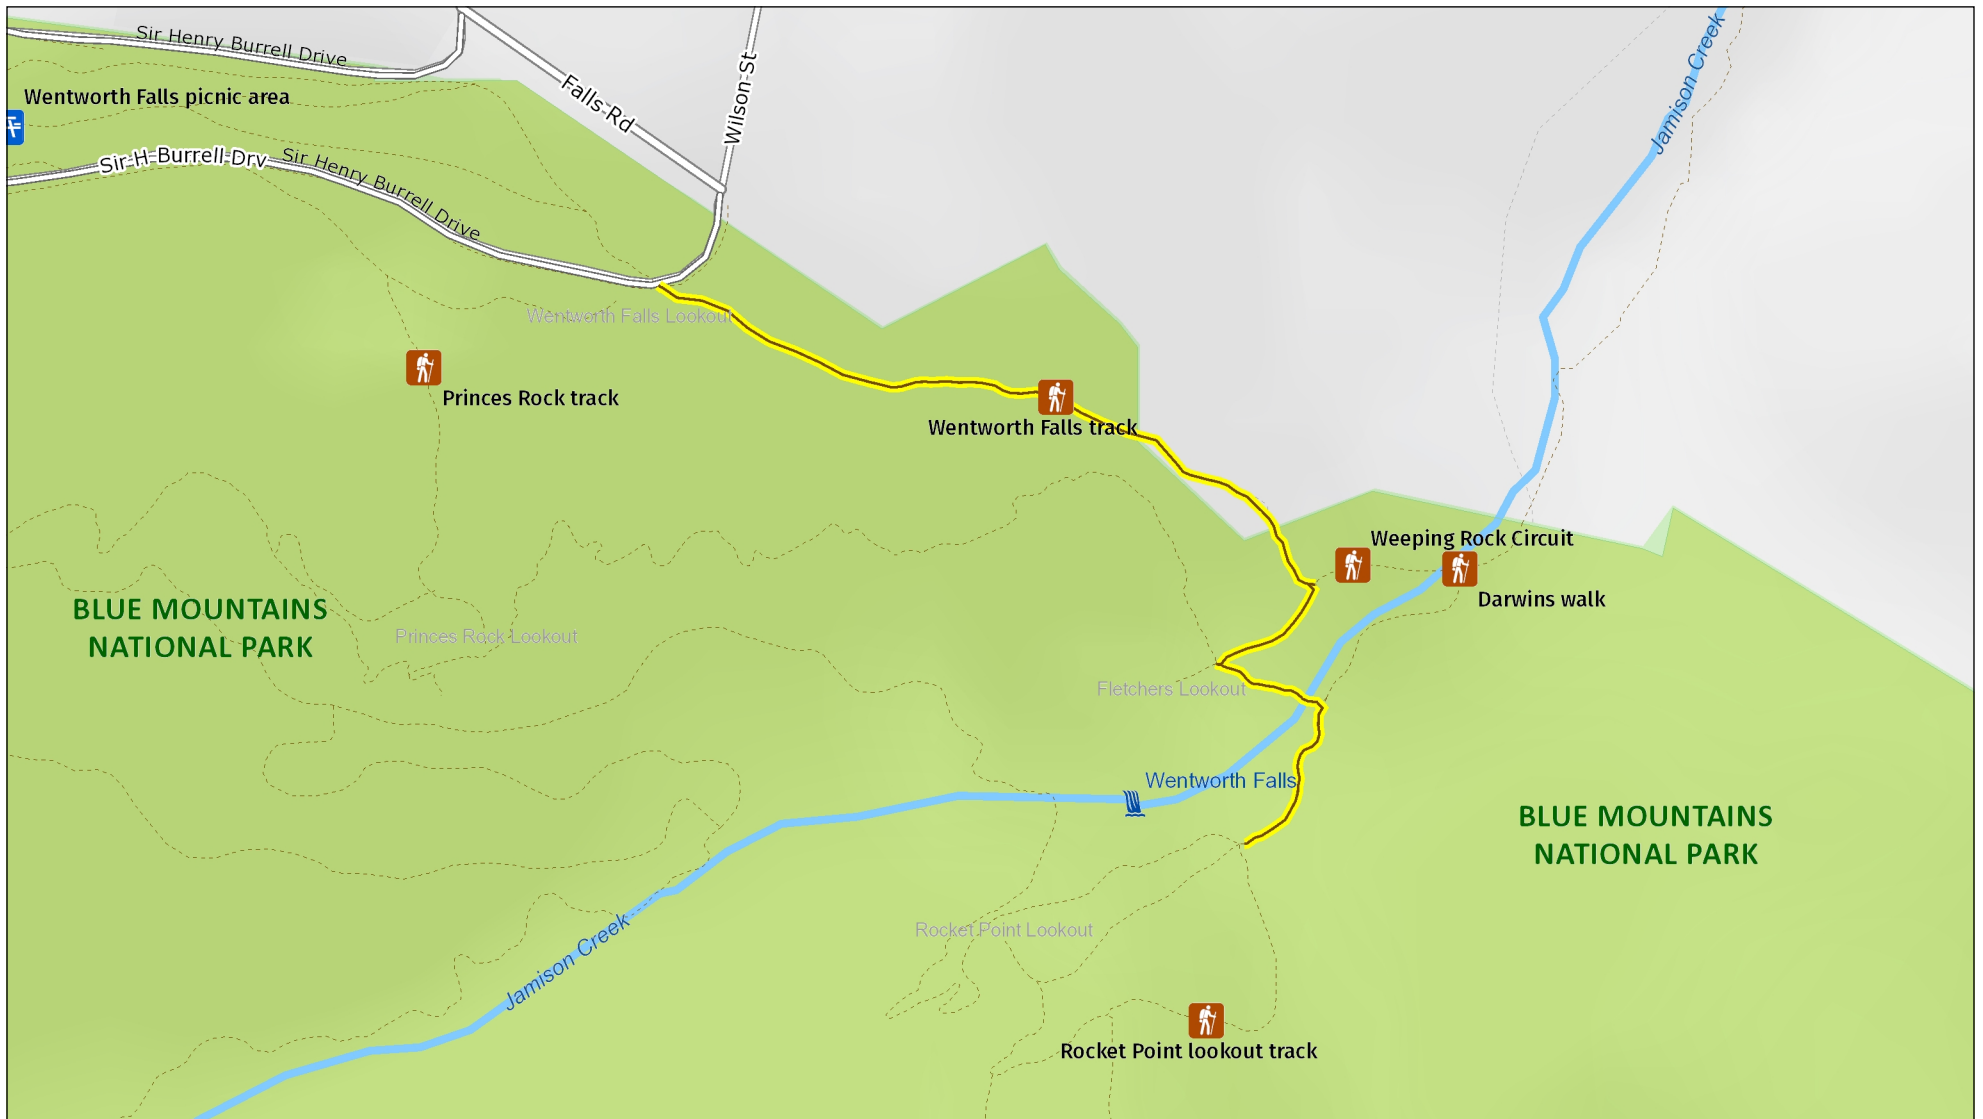 Sir Henry Burrell Drive
Falls Rd
Wilson St
Jamison Creek
Wentworth Falls picnic area
Sir H Burrell Drv
Sir Henry Burrell Drive
Wentworth Falls Lookout
Princes Rock track
Wentworth Falls track
Weeping Rock Circuit
Darwins walk
BLUE MOUNTAINS
NATIONAL PARK
Princes Rock Lookout
Fletchers Lookout
Wentworth Falls
BLUE MOUNTAINS
NATIONAL PARK
Jamison Creek
Rocket Point Lookout
Rocket Point lookout track